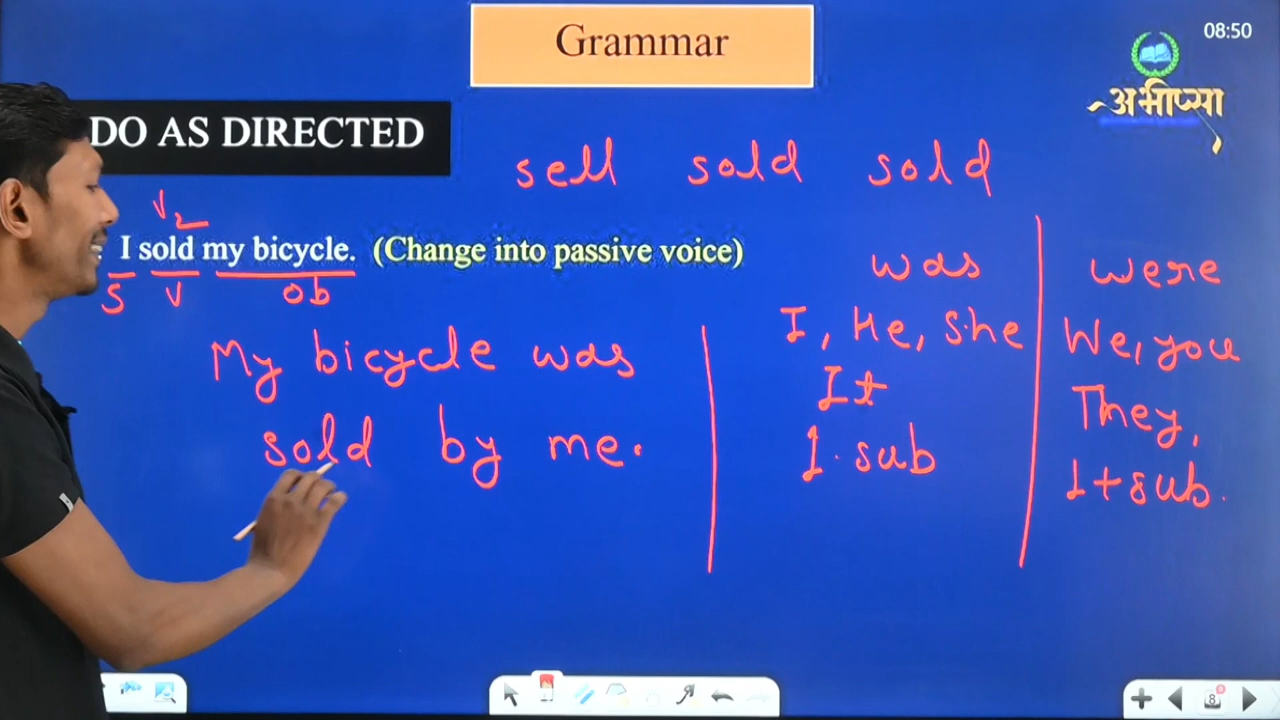 Grammar
08:50
अभीप्सा
DO AS DIRECTED
sell sold sold
V2
I sold my bicycle. (Change into passive voice)
S V ob
was
were
My bicycle was
sold by me.
I, He, She
It
1. sub
We, you
They,
1+sub.
8